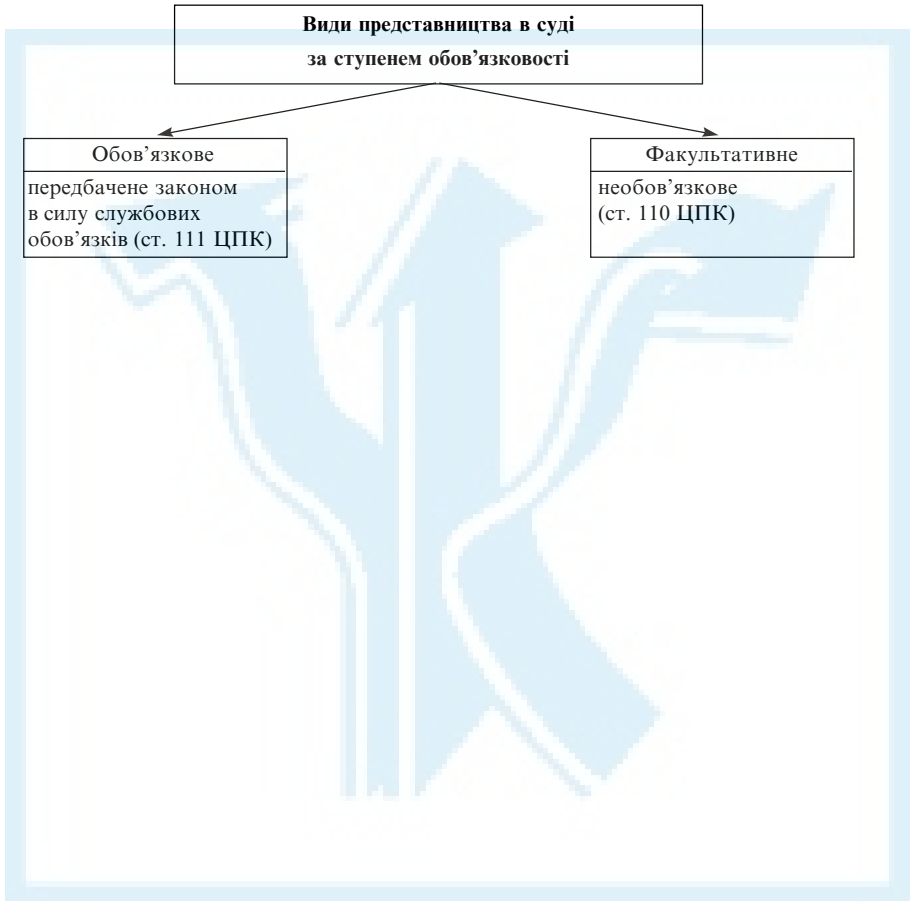 Види представництва в суді
за ступенем обов’язковості
Обов’язкове
передбачене законом
в силу службових
обов’язків (ст. 111 ЦПК)
Факультативне
необов’язкове
(ст. 110 ЦПК)